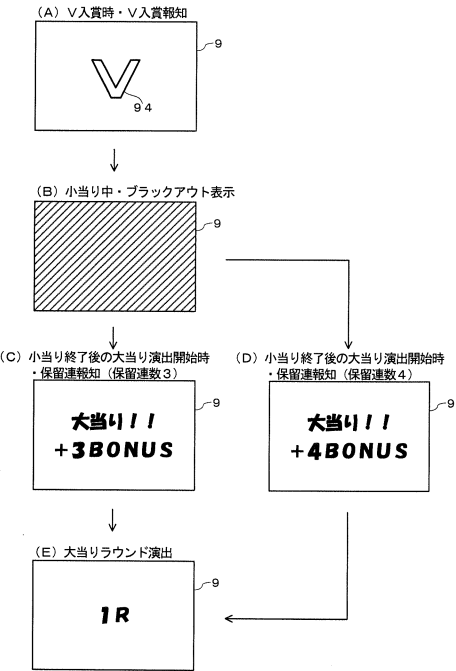 (A) V入賞時・V入賞報知
9
94
(B) 小当り中・ブラックアウト表示
9
(C) 小当り終了後の大当り演出開始時
・保留連報知(保留連数3)
9
大当り!!
+3BONUS
(D) 小当り終了後の大当り演出開始時
・保留連報知(保留連数4)
9
大当り!!
+4BONUS
(E) 大当りラウンド演出
9
1R